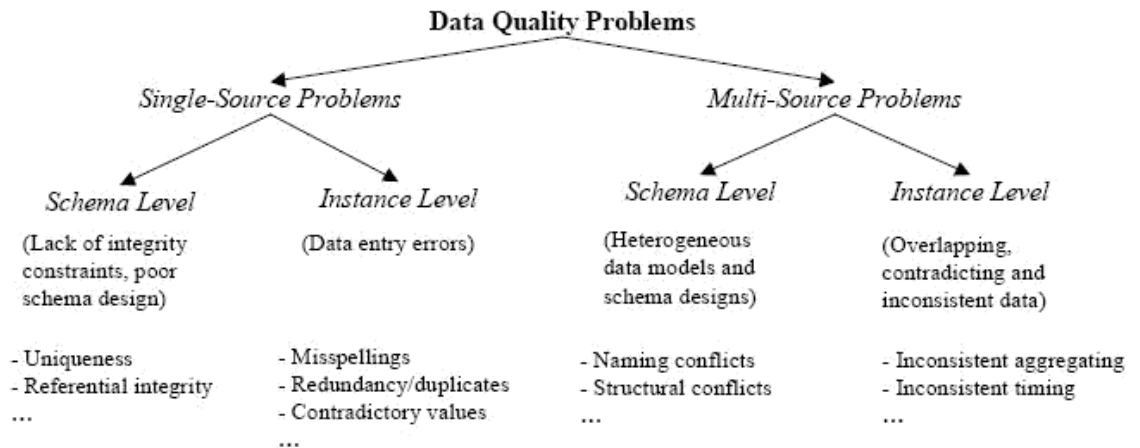 Data Quality Problems
Single-Source Problems
Multi-Source Problems
Schema Level
Instance Level
Schema Level
Instance Level
(Lack of integrity
constraints, poor
schema design)
(Data entry errors)
(Heterogeneous
data models and
schema designs)
(Overlapping,
contradicting and
inconsistent data)
- Uniqueness
- Referential integrity
...
- Misspellings
- Redundancy/duplicates
- Contradictory values
...
- Naming conflicts
- Structural conflicts
...
- Inconsistent aggregating
- Inconsistent timing
...